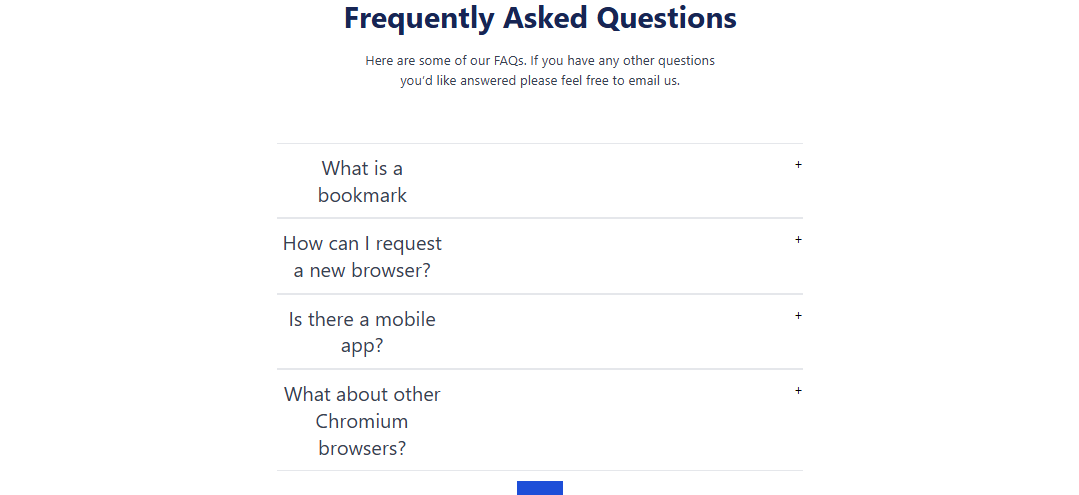 Frequently Asked Questions
Here are some of our FAQs. If you have any other questions
you'd like answered please feel free to email us.
What is a
bookmark
+
How can I request
a new browser?
+
Is there a mobile
app?
+
What about other
Chromium
browsers?
+